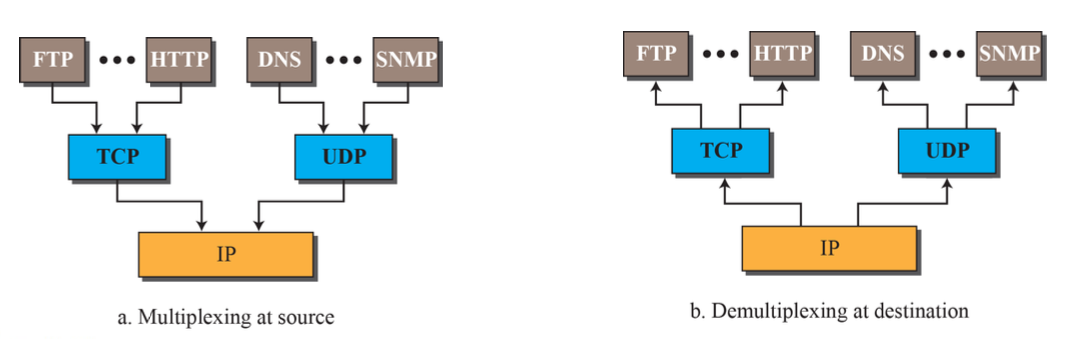 FTP ••• HTTP DNS ••• SNMP
TCP UDP
IP
a. Multiplexing at source
FTP ••• HTTP DNS ••• SNMP
TCP UDP
IP
b. Demultiplexing at destination